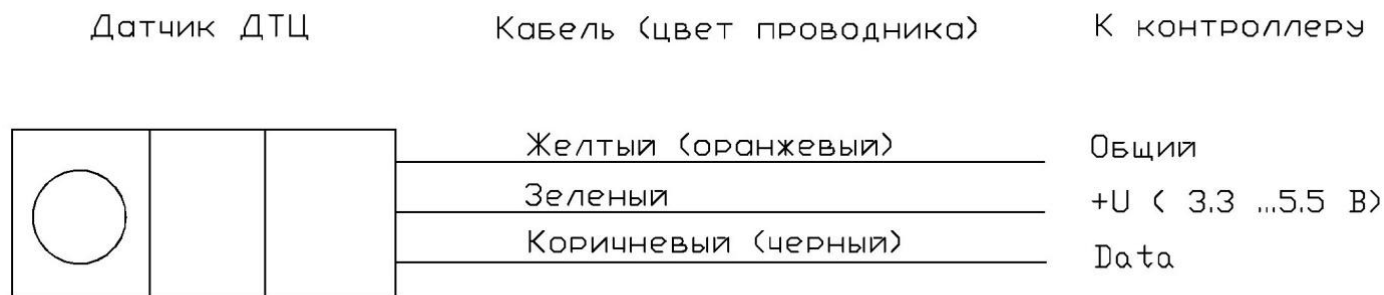 Датчик ДТЦ
Кабель (цвет проводника)
К контроллеру
Желтый (оранжевый)
Общий
Зеленый
+U ( 3.3 ...5.5 В)
Коричневый (черный)
Data